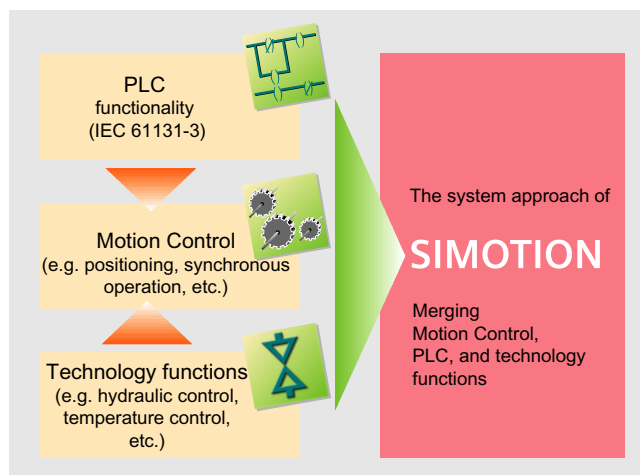 PLC
functionality
(IEC 61131-3)
Motion Control
(e.g. positioning, synchronous
operation, etc.)
Technology functions
(e.g. hydraulic control,
temperature control,
etc.)
The system approach of
SIMOTION
Merging
Motion Control,
PLC, and technology
functions